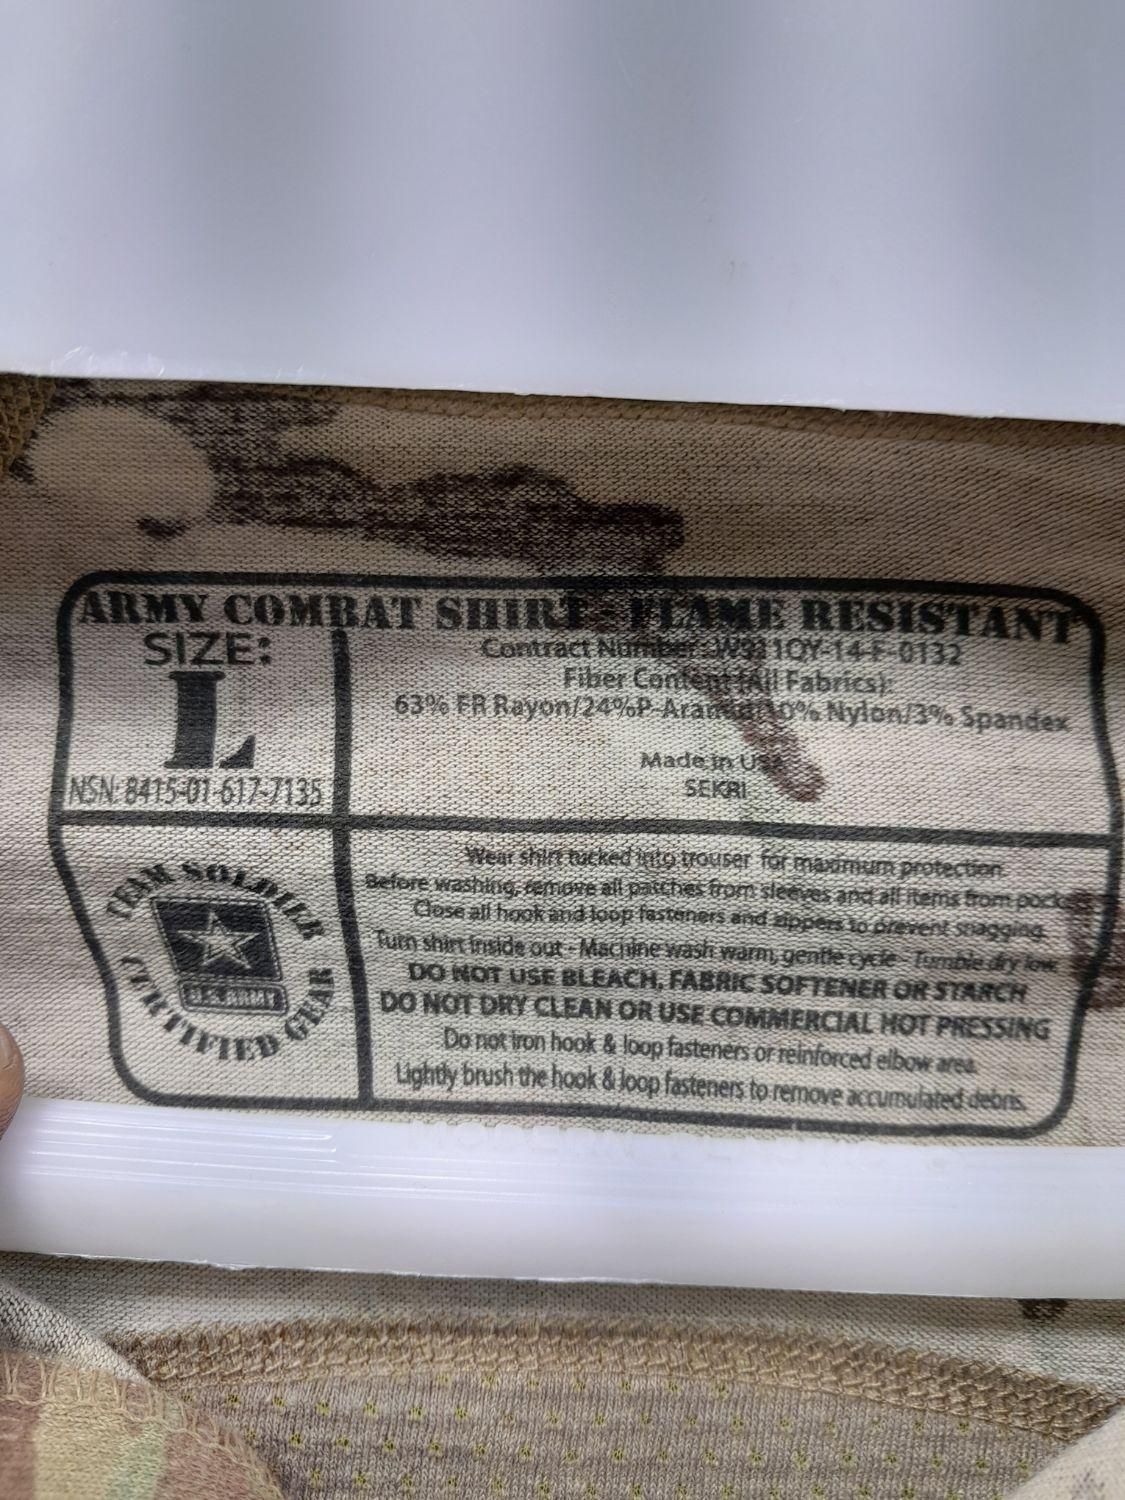 ARMY COMBAT SHIRT - FLAME RESISTANT
SIZE:
L
NSN: 8415-01-617-7135
Contract Number: W911QY-14-F-0132
Fiber Content (All Fabrics):
63% FR Rayon/24%P-Aramid/10% Nylon/3% Spandex
Made in USA
SEKRI
TEAM SOLDIER
U.S. ARMY
CERTIFIED GEAR
Wear shirt tucked into trouser for maximum protection.
Before washing, remove all patches from sleeves and all items from
Close all hook and loop fasteners and zippers to prevent snagging.
Turn shirt inside out - Machine wash warm, gentle cycle - Tumble dry low.
DO NOT USE BLEACH, FABRIC SOFTENER OR STARCH
DO NOT DRY CLEAN OR USE COMMERCIAL HOT PRESSING
Do not iron hook & loop fasteners or reinforced elbow area.
Lightly brush the hook & loop fasteners to remove accumulated debris.